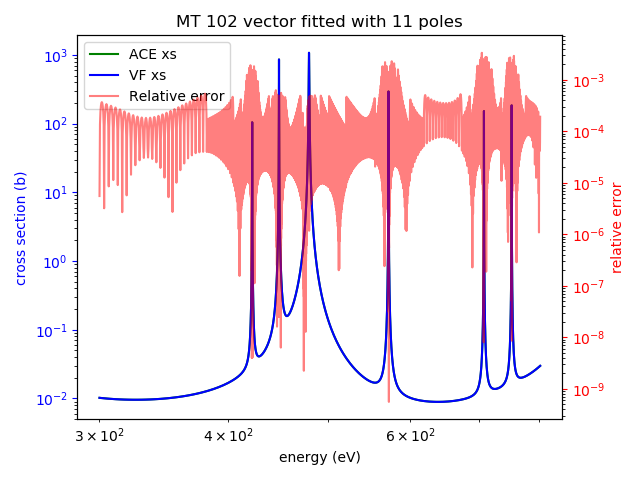 MT 102 vector fitted with 11 poles
ACE xs
VF xs
Relative error
cross section (b)
10³
10²
10¹
10⁰
10⁻¹
10⁻²
10⁻³
10⁻⁴
10⁻⁵
10⁻⁶
10⁻⁷
10⁻⁸
10⁻⁹
relative error
3 × 10² 4 × 10² 6 × 10²
energy (eV)